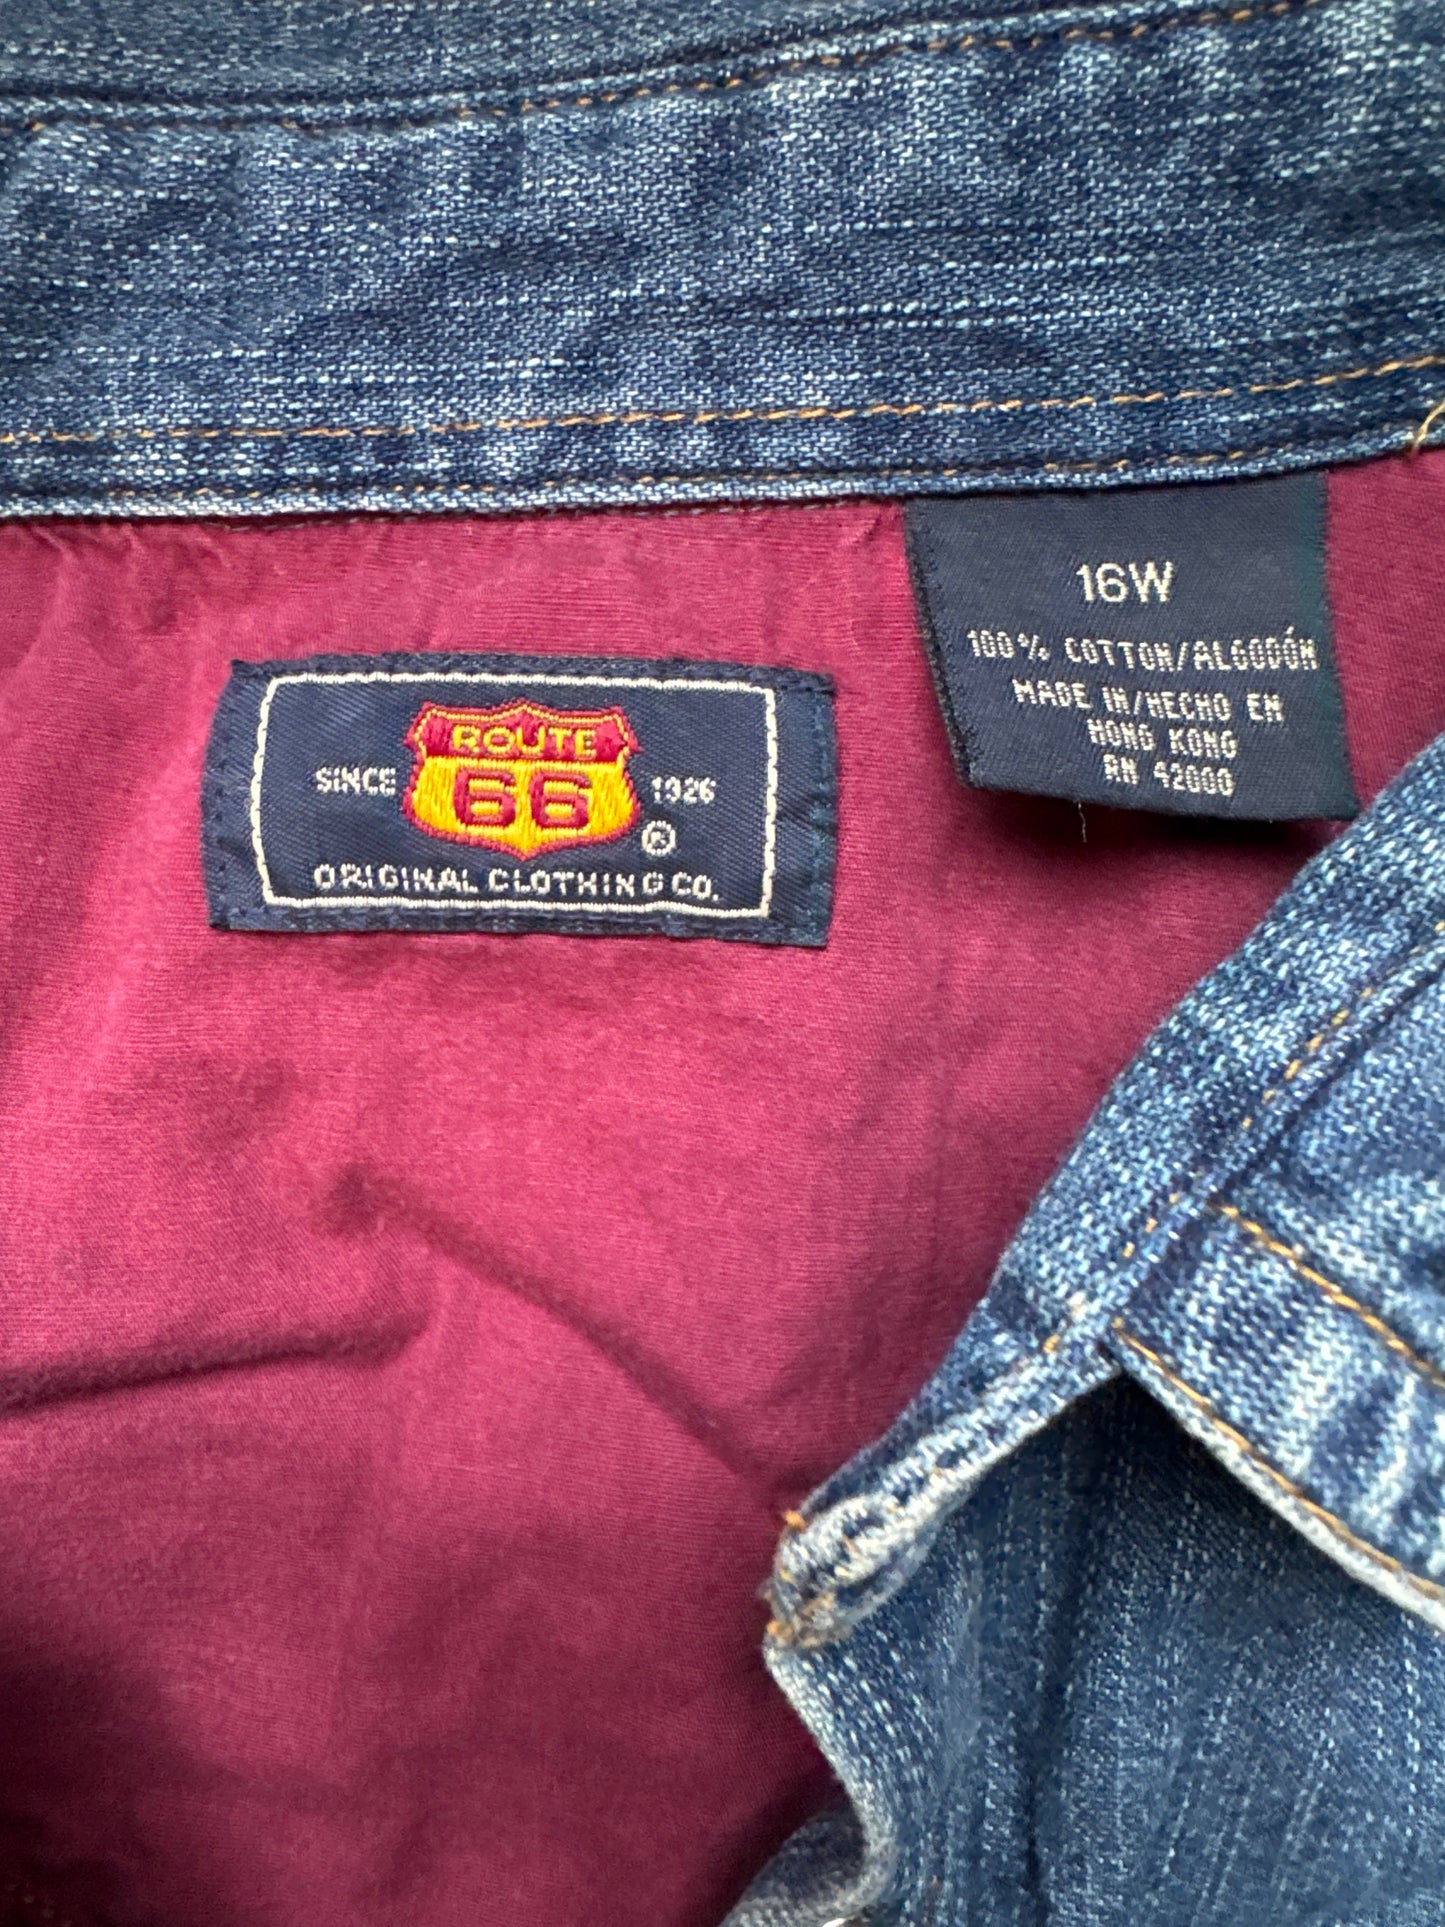 ROUTE
SINCE 66 1926
®
ORIGINAL CLOTHING CO.
16W
100% COTTON/ALGODÓN
MADE IN/HECHO EN
HONG KONG
RN 42000